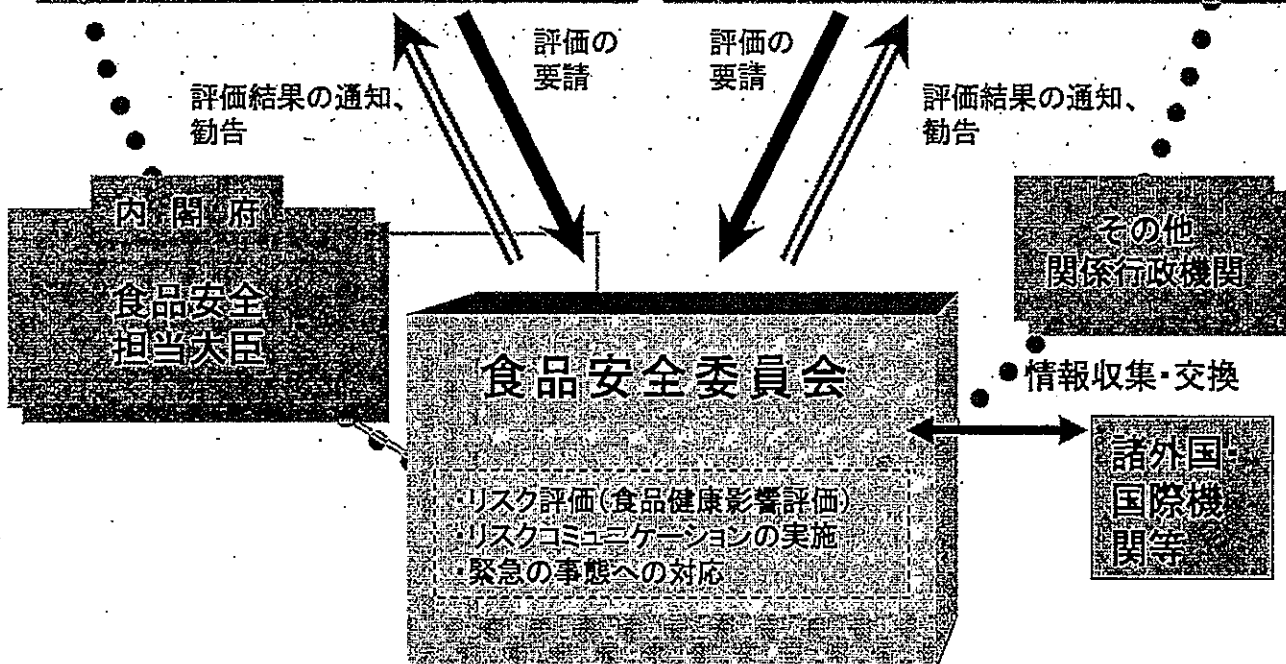 評価の
要請
評価の
要請
評価結果の通知、
勧告
評価結果の通知、
勧告
内閣府
食品安全
担当大臣
その他
関係行政機関
食品安全委員会
情報収集・交換
諸外国・
国際機
関等
・リスク評価(食品健康影響評価)
・リスクコミュニケーションの実施
・緊急の事態への対応